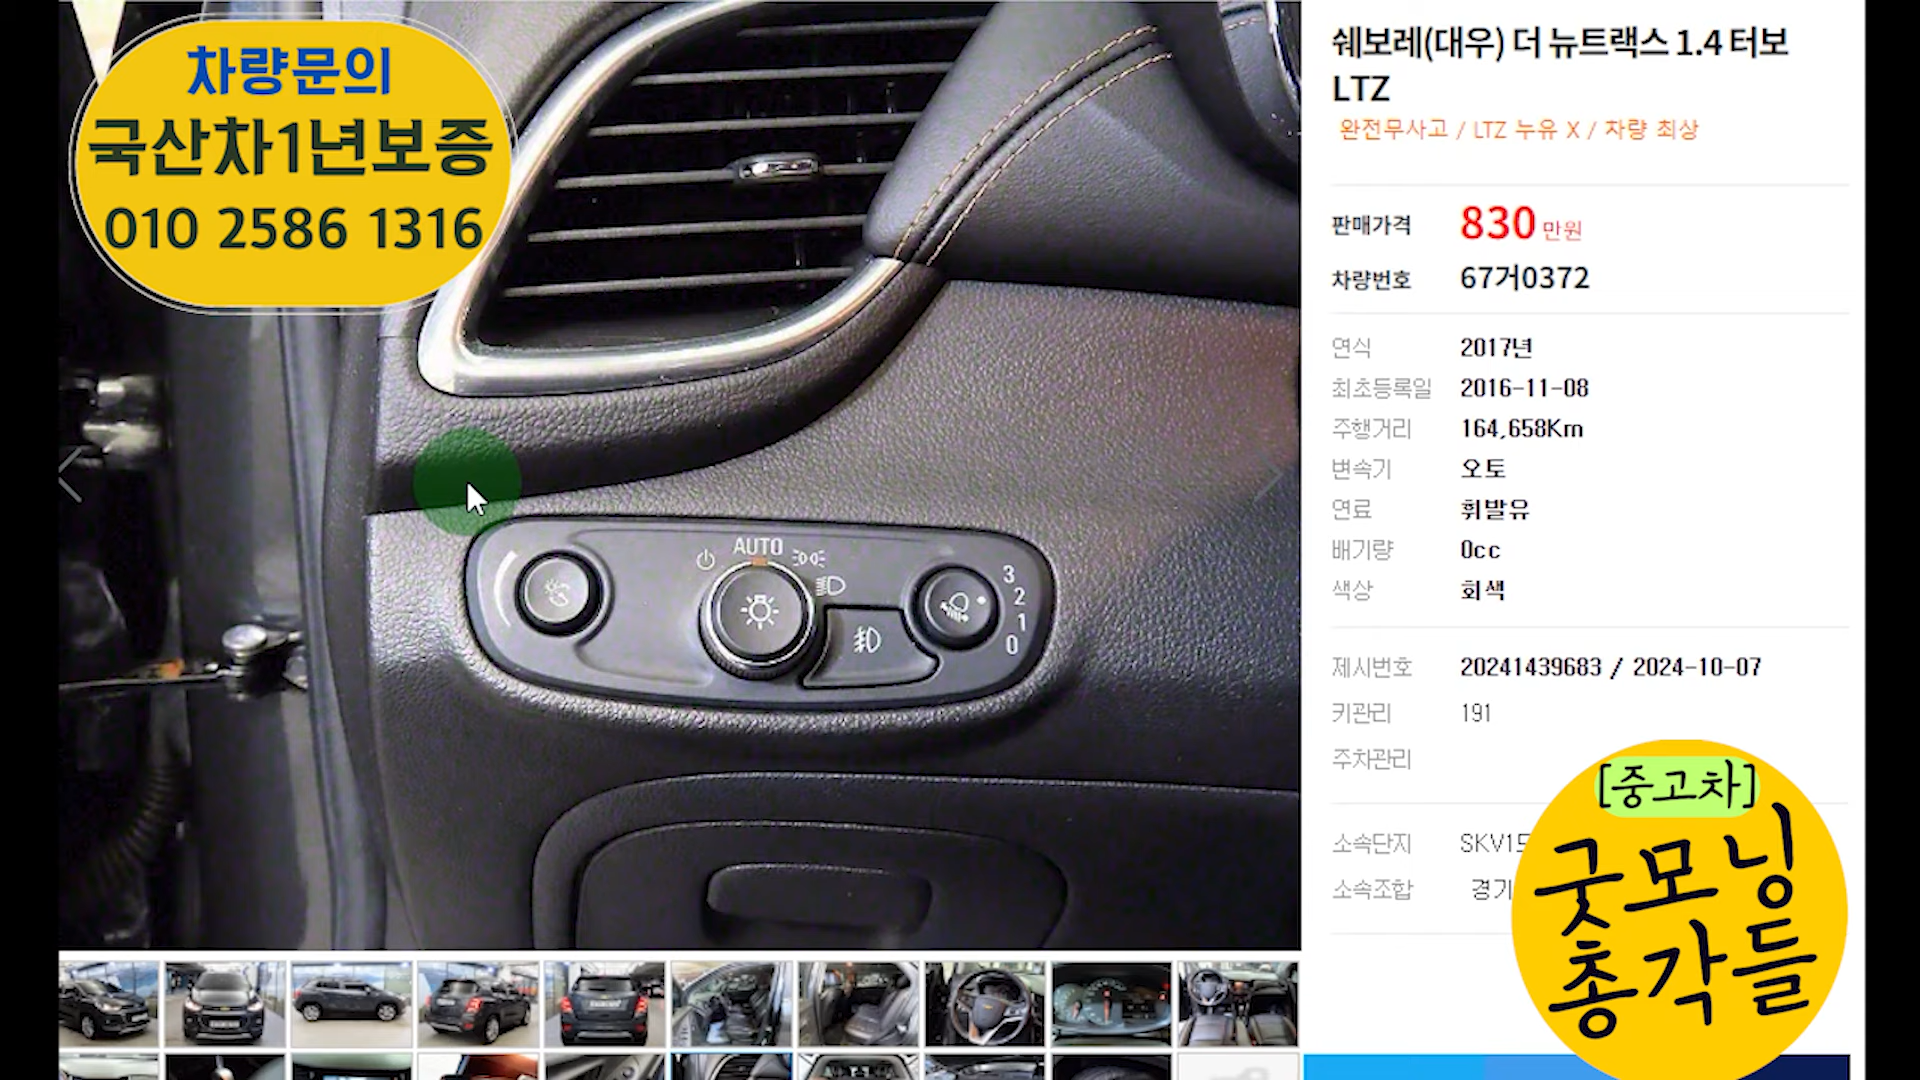 차량문의
국산차1년보증
010 2586 1316
AUTO
3
2
1
0
쉐보레(대우) 더 뉴트랙스 1.4 터보
LTZ
완전무사고 / LTZ 누유 X / 차량 최상
판매가격 830 만원
차량번호 67거0372
연식 2017년
최초등록일 2016-11-08
주행거리 164,658Km
변속기 오토
연료 휘발유
배기량 0cc
색상 회색
제시번호 20241439683 / 2024-10-07
키관리 191
주차관리
소속단지 SKV1
소속조합 경기
[중고차]
굿모닝
총각들